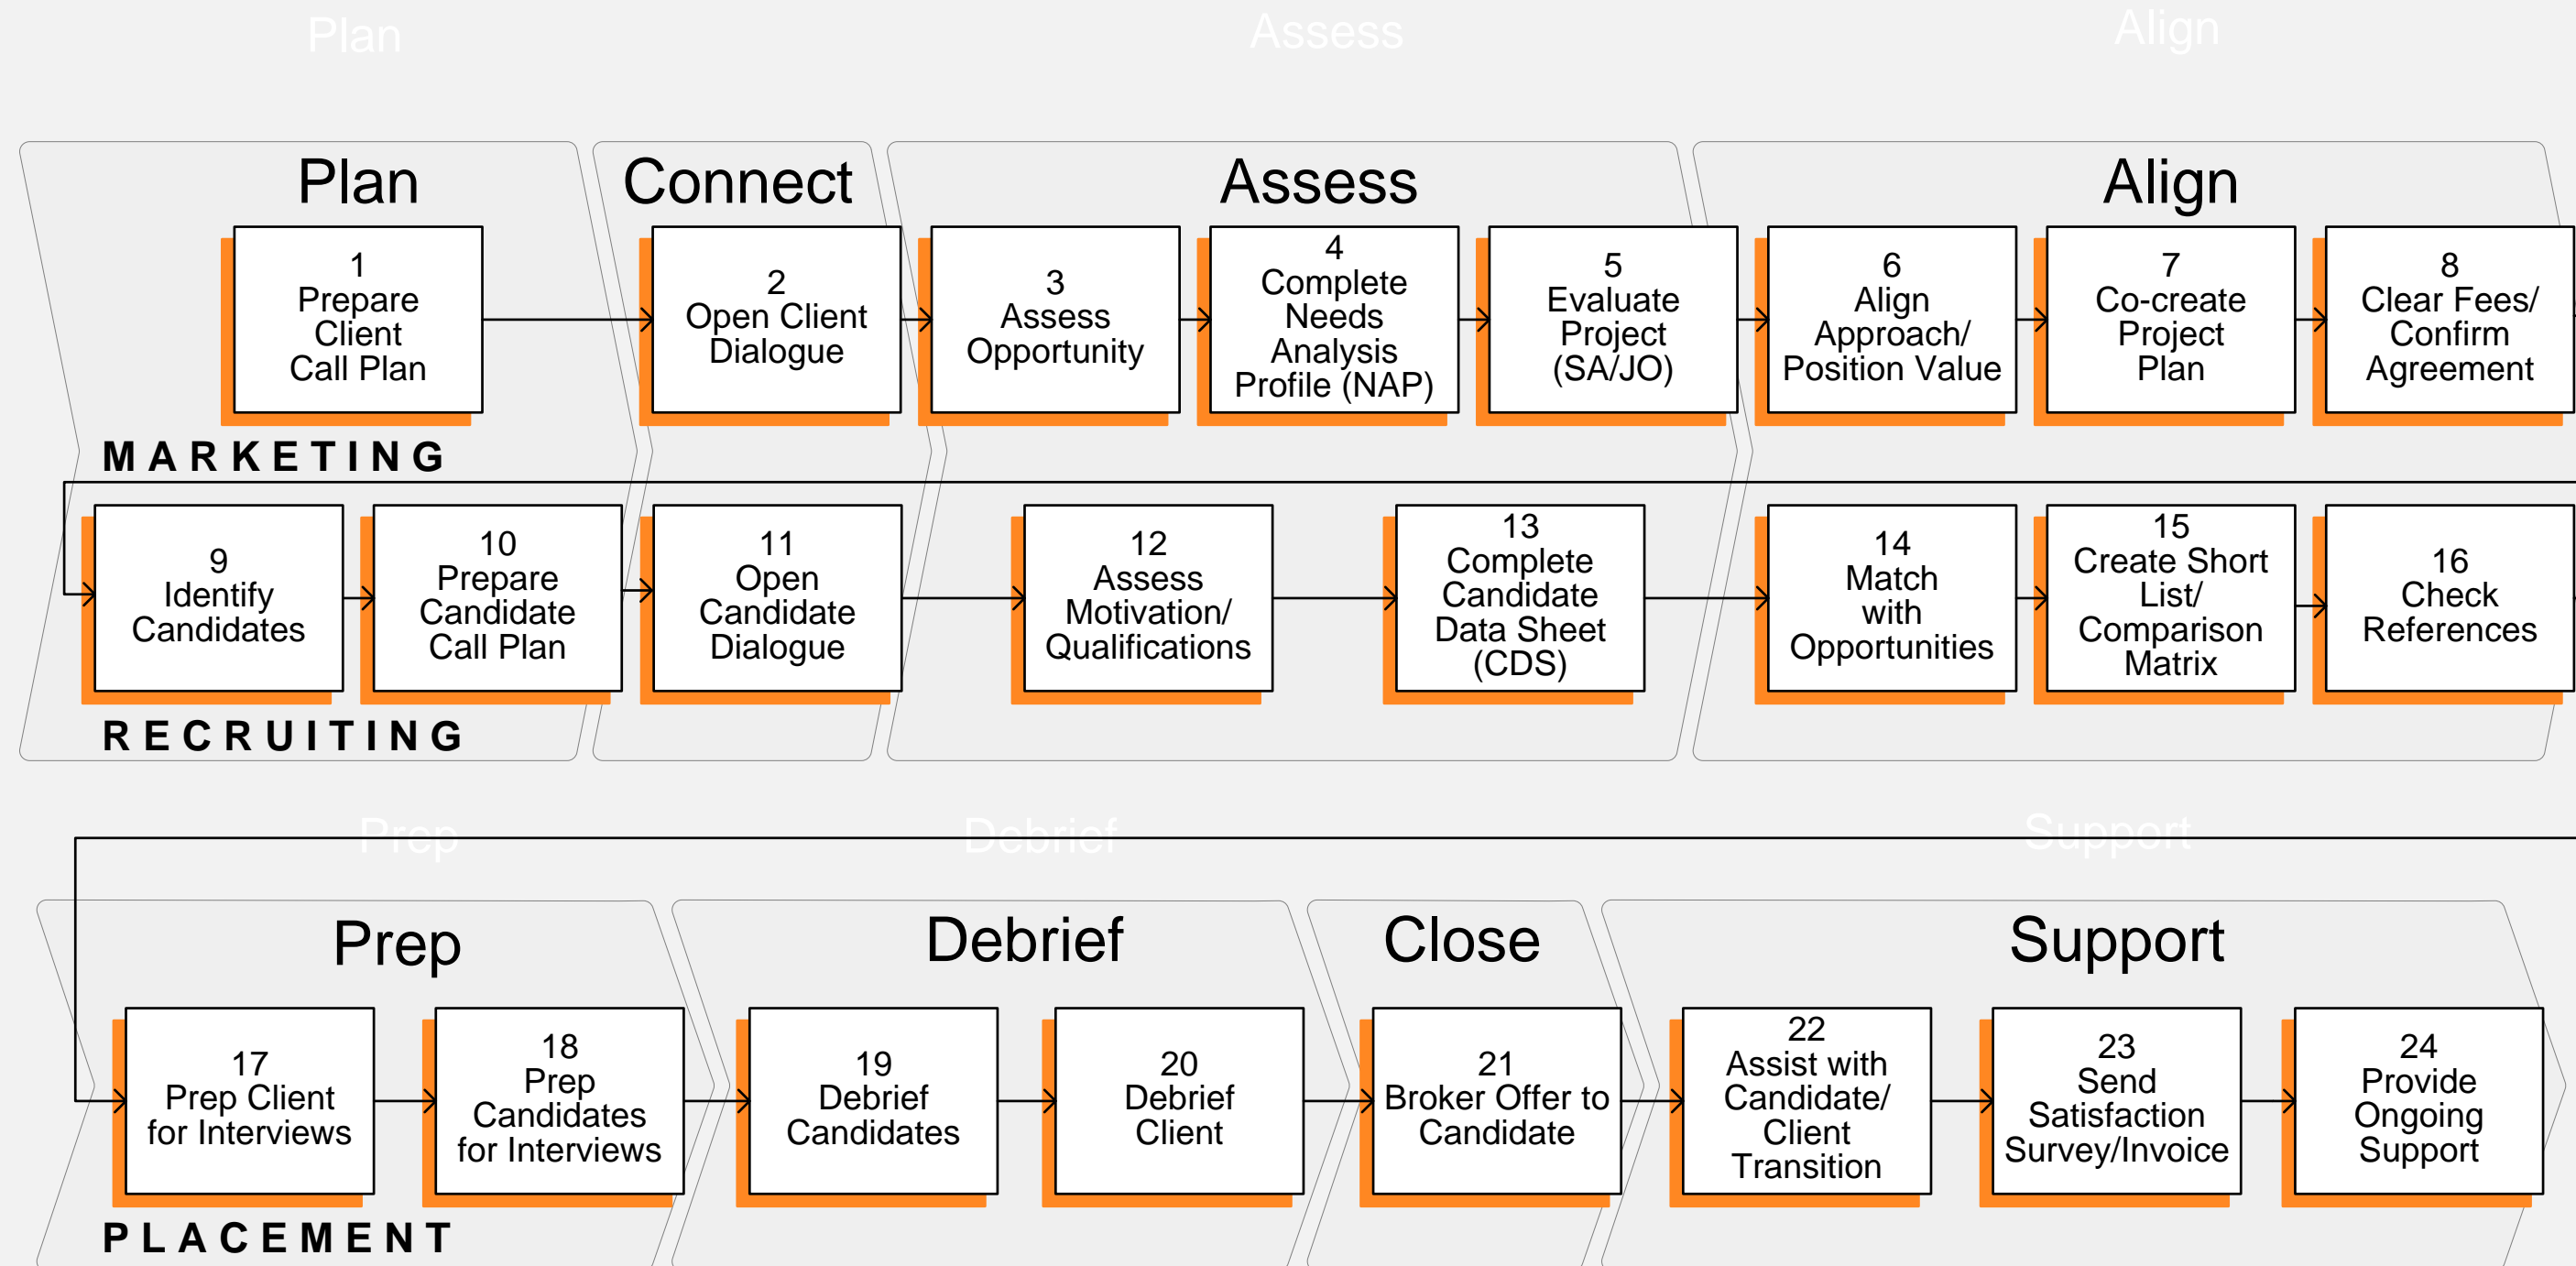 Plan
Assess
Align
Plan
Connect
Assess
Align
1
Prepare
Client
Call Plan
2
Open Client
Dialogue
3
Assess
Opportunity
4
Complete
Needs
Analysis
Profile (NAP)
5
Evaluate
Project
(SA/JO)
6
Align
Approach/
Position Value
7
Co-create
Project
Plan
8
Clear Fees/
Confirm
Agreement
MARKETING
9
Identify
Candidates
10
Prepare
Candidate
Call Plan
11
Open
Candidate
Dialogue
12
Assess
Motivation/
Qualifications
13
Complete
Candidate
Data Sheet
(CDS)
14
Match
with
Opportunities
15
Create Short
List/
Comparison
Matrix
16
Check
References
RECRUITING
Prep
Debrief
Support
Prep
Debrief
Close
Support
17
Prep Client
for Interviews
18
Prep
Candidates
for Interviews
19
Debrief
Candidates
20
Debrief
Client
21
Broker Offer to
Candidate
22
Assist with
Candidate/
Client
Transition
23
Send
Satisfaction
Survey/Invoice
24
Provide
Ongoing
Support
PLACEMENT